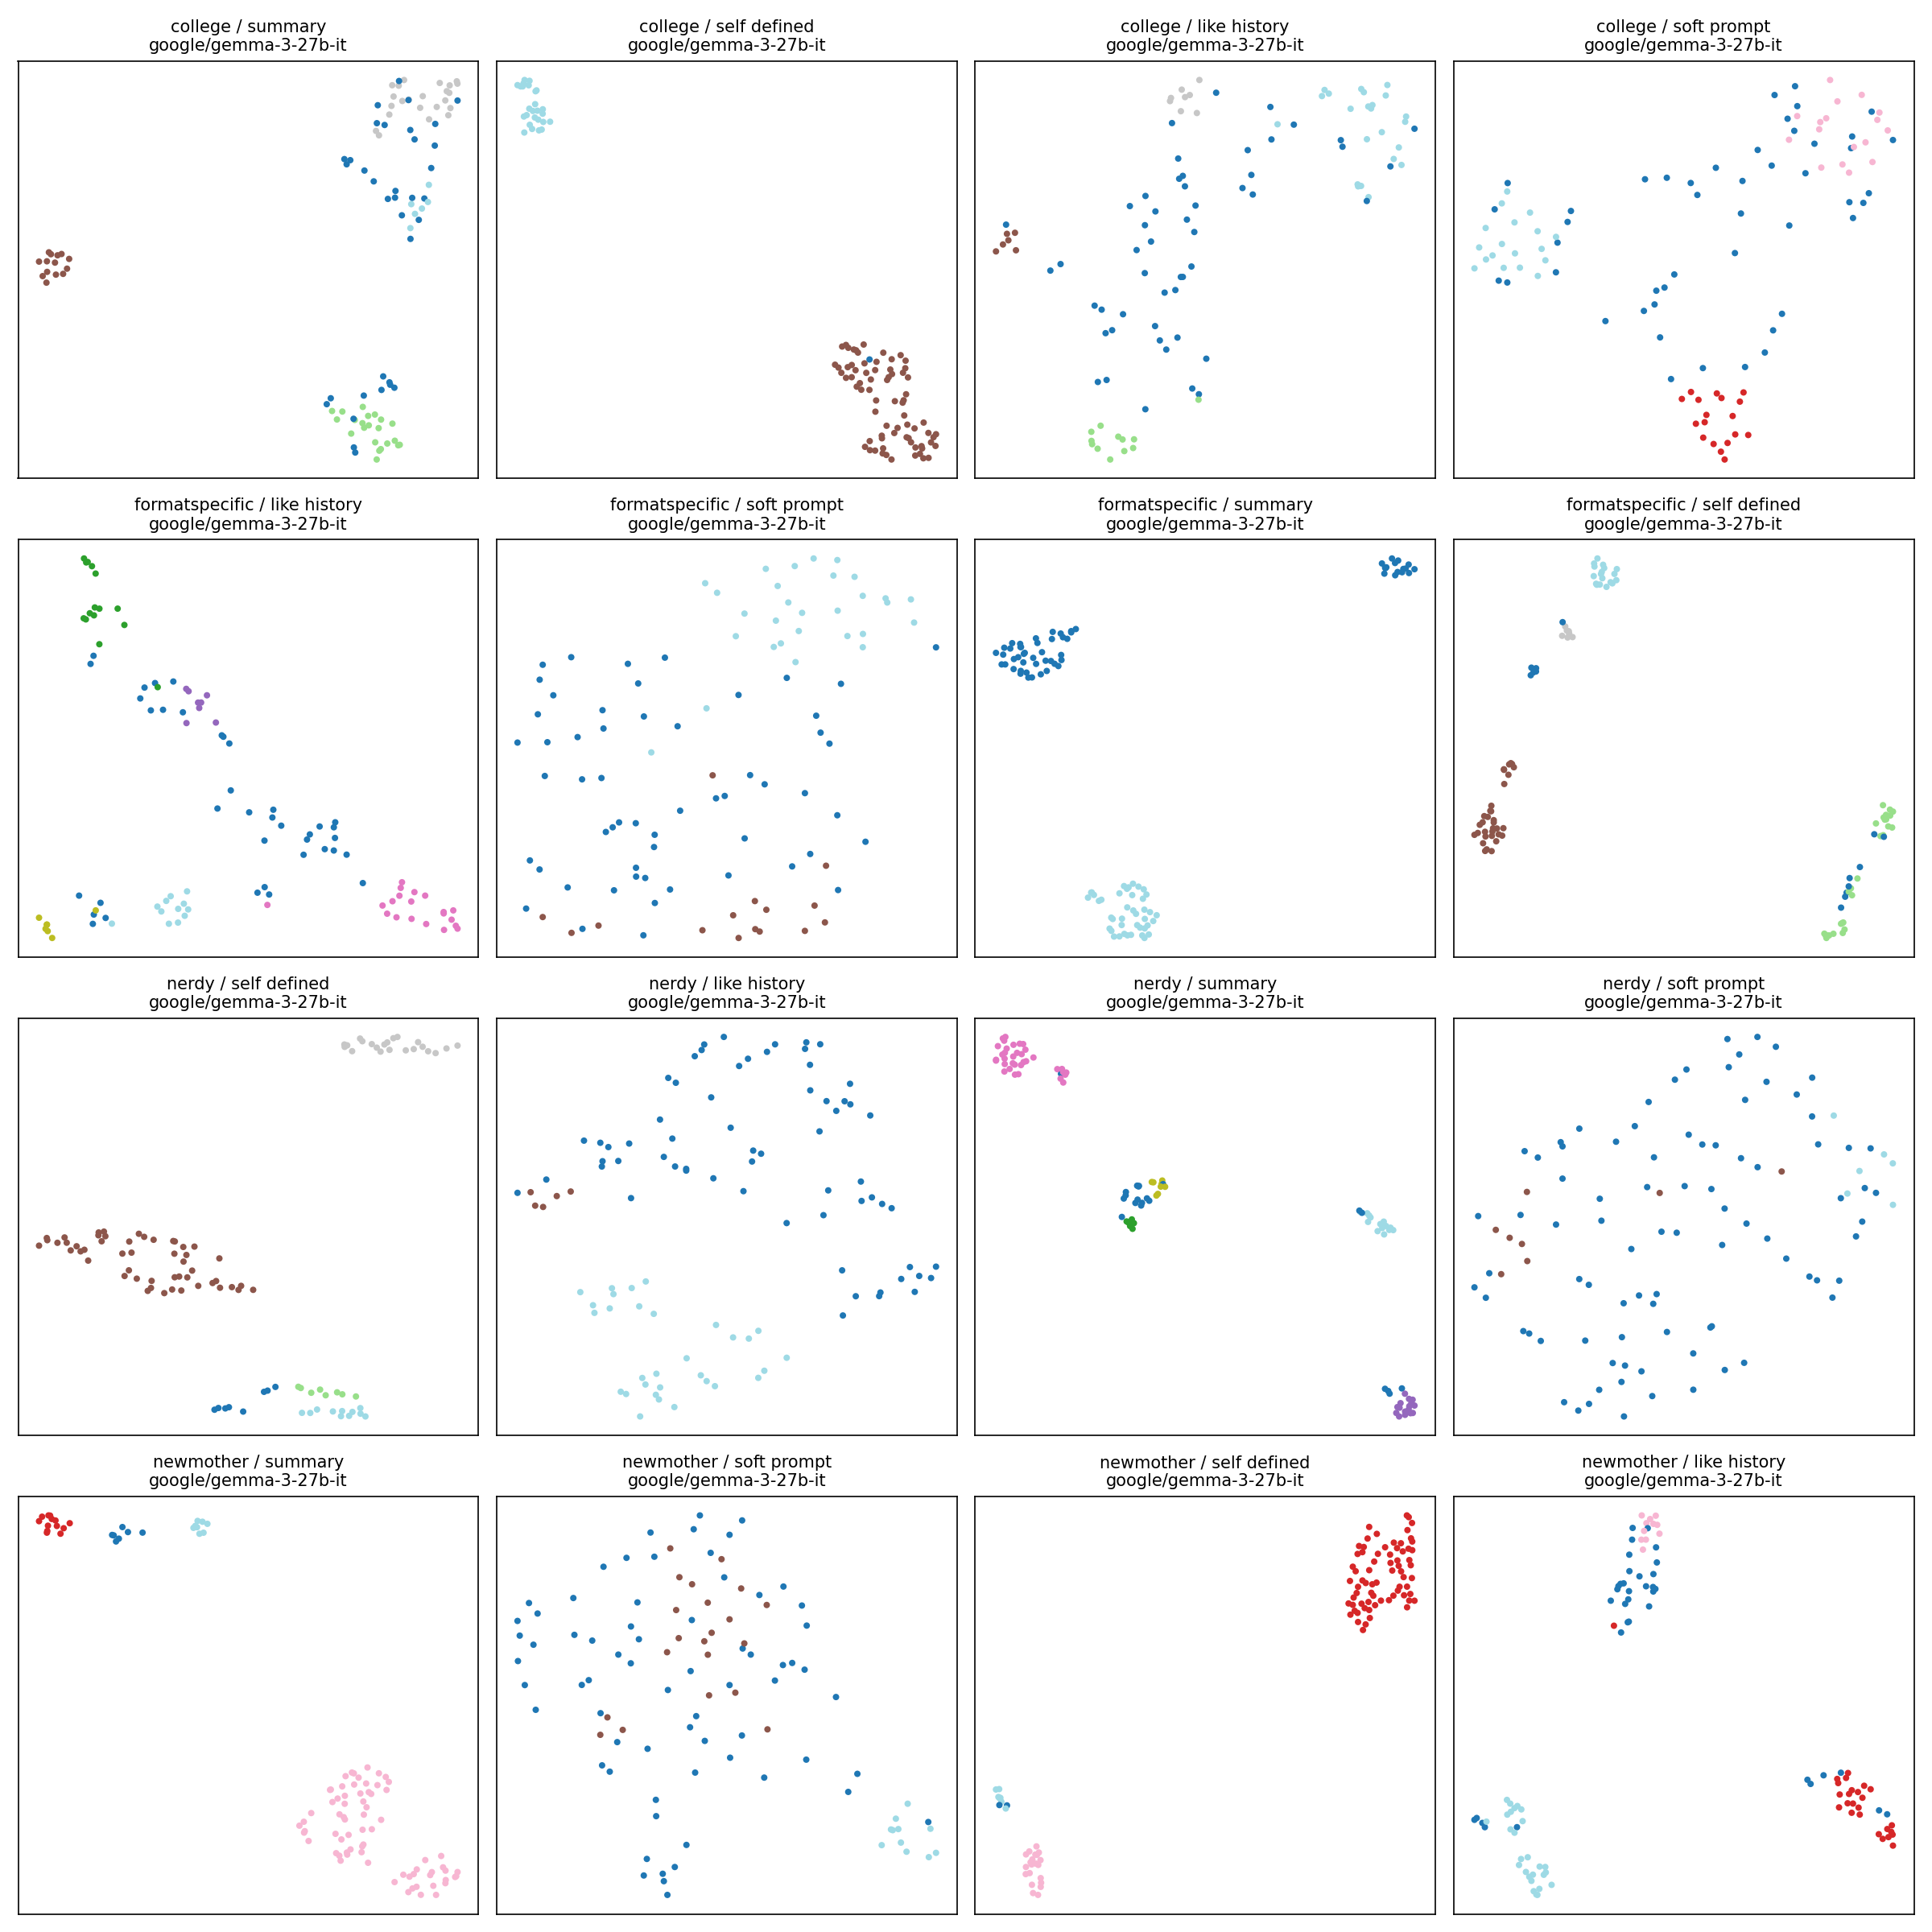 college / summary
google/gemma-3-27b-it
college / self defined
google/gemma-3-27b-it
college / like history
google/gemma-3-27b-it
college / soft prompt
google/gemma-3-27b-it
formatspecific / like history
google/gemma-3-27b-it
formatspecific / soft prompt
google/gemma-3-27b-it
formatspecific / summary
google/gemma-3-27b-it
formatspecific / self defined
google/gemma-3-27b-it
nerdy / self defined
google/gemma-3-27b-it
nerdy / like history
google/gemma-3-27b-it
nerdy / summary
google/gemma-3-27b-it
nerdy / soft prompt
google/gemma-3-27b-it
newmother / summary
google/gemma-3-27b-it
newmother / soft prompt
google/gemma-3-27b-it
newmother / self defined
google/gemma-3-27b-it
newmother / like history
google/gemma-3-27b-it